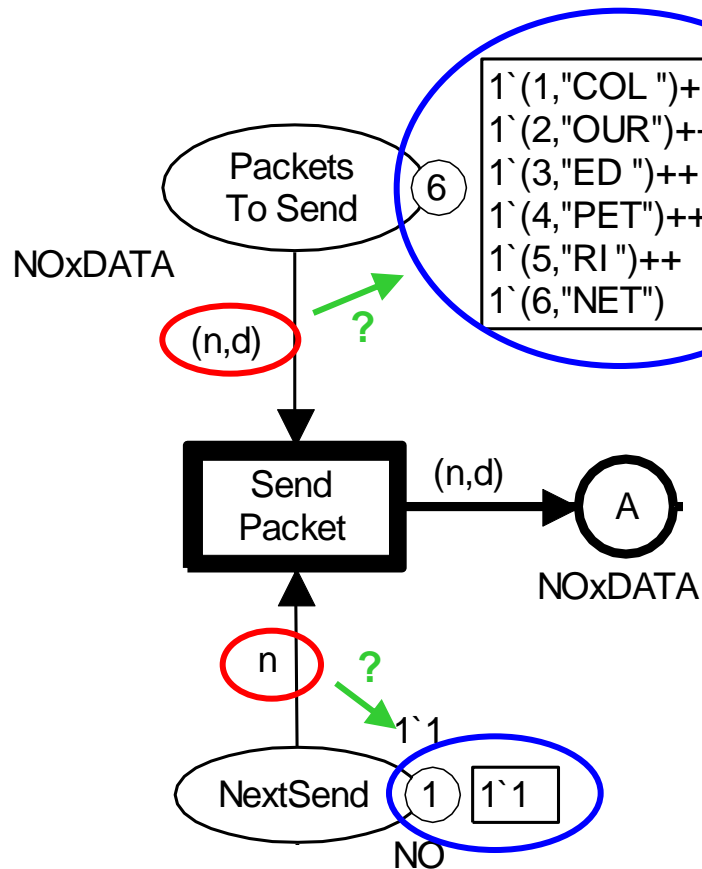 1`(1,"COL ")+
1`(2,"OUR")+
1`(3,"ED ")++
1`(4,"PET")++
1`(5,"RI ")++
1`(6,"NET")
Packets
To Send
6
NOxDATA
(n,d)
?
Send
Packet
(n,d)
A
NOxDATA
n
?
1`1
NextSend
1
1`1
NO